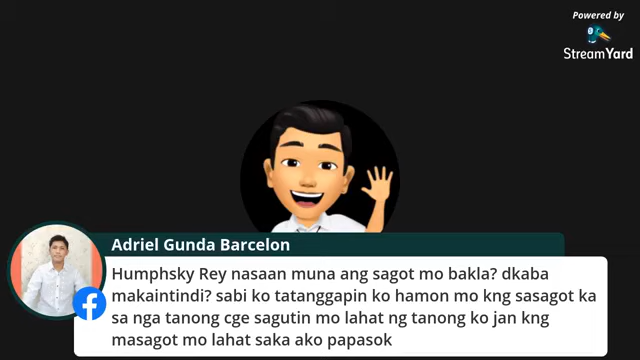 Powered by
StreamYard
Adriel Gunda Barcelon
Humphsky Rey nasaan muna ang sagot mo bakla? dkaba
makaintindi? sabi ko tatanggapin ko hamon mo kng sasagot ka
sa nga tanong cge sagutin mo lahat ng tanong ko jan kng
masagot mo lahat saka ako papasok